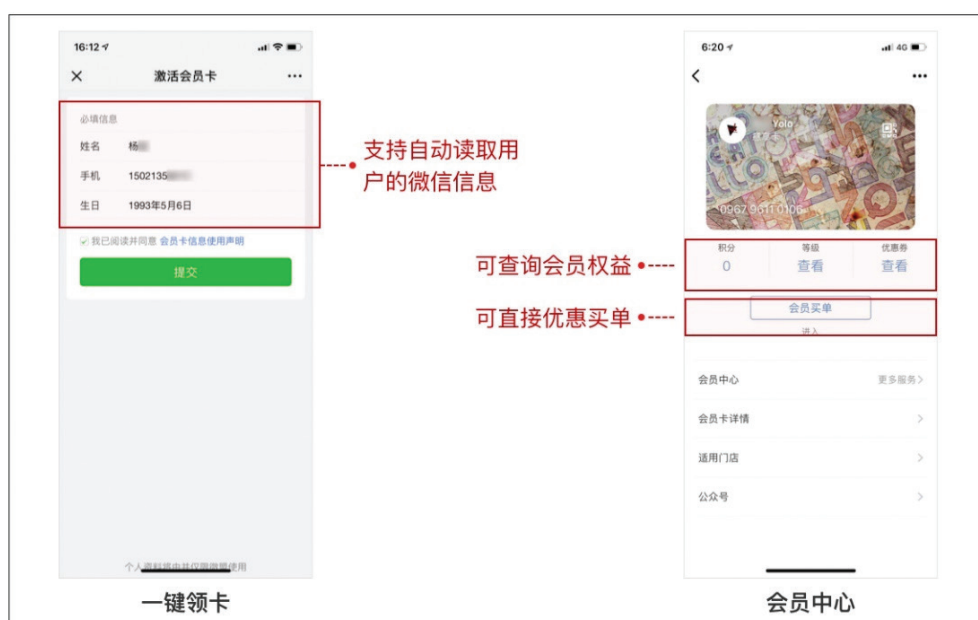 16:12
激活会员卡
必填信息
姓名 杨
手机 1502135
生日 1993年5月6日
我已阅读并同意 会员卡信息使用声明
提交
一键领卡
支持自动读取用
户的微信信息
可查询会员权益
可直接优惠买单
6:20
4G
Yolo
0967 9611 0106
积分 等级 优惠券
0 查看 查看
会员买单
进入
会员中心 更多服务
会员卡详情
适用门店
公众号
会员中心